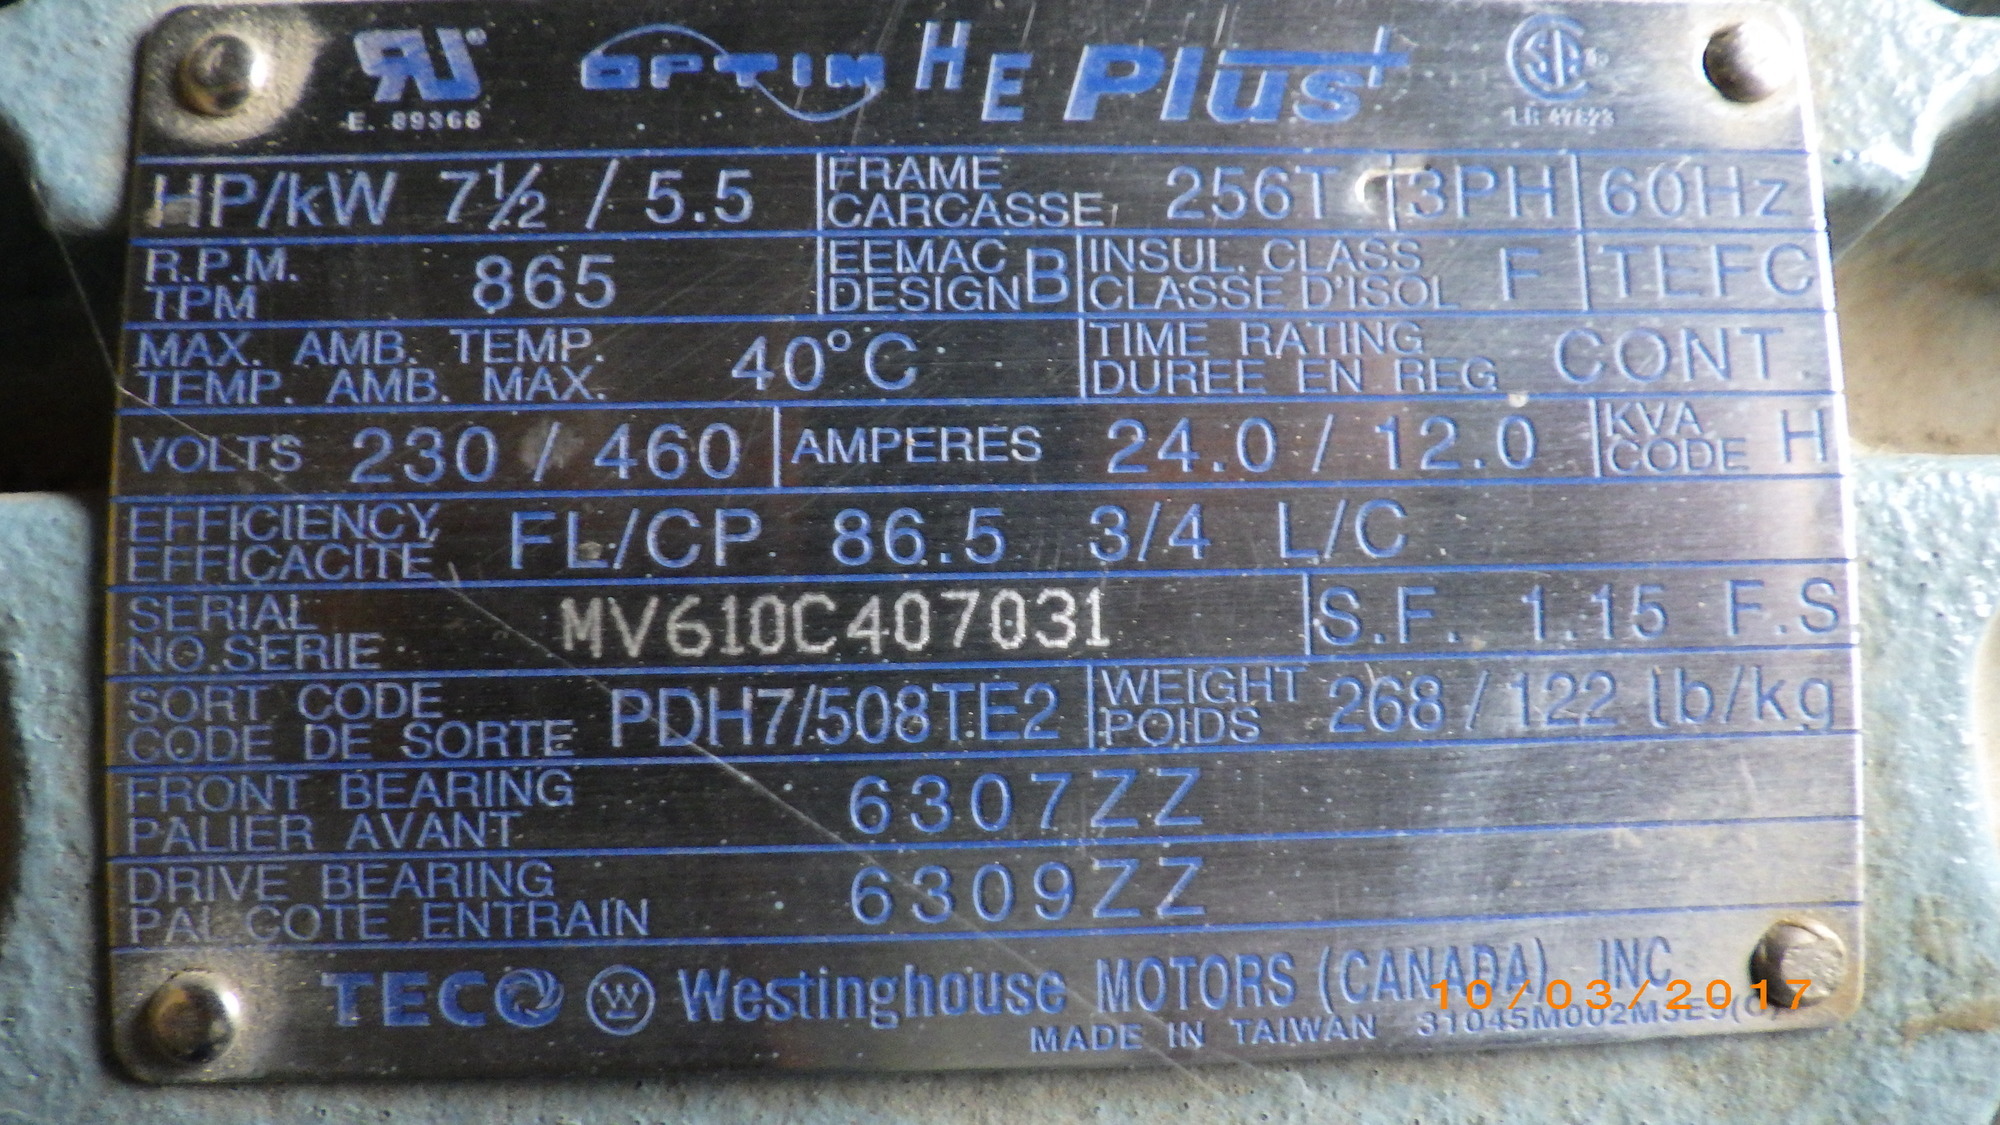 UR®
E. 89366
OPTIM HE Plus+
CSA ®
LR 47523
HP/kW 7½ / 5.5 FRAME CARCASSE 256T 3PH 60Hz
R.P.M. TPM 865 EEMAC DESIGN B INSUL. CLASS CLASSE D'ISOL F TEFC
MAX. AMB. TEMP. TEMP. AMB. MAX. 40°C TIME RATING DUREE EN REG CONT.
VOLTS 230 / 460 AMPERES 24.0 / 12.0 KVA CODE H
EFFICIENCY EFFICACITÉ FL/CP 86.5 3/4 L/C
SERIAL NO.SERIE MV610C407031 S.F. 1.15 F.S
SORT CODE CODE DE SORTE PDH7/508TE2 WEIGHT POIDS 268 / 122 lb/kg
FRONT BEARING PALIER AVANT 6307ZZ
DRIVE BEARING PAL COTE ENTRAIN 6309ZZ
TECO W Westinghouse MOTORS (CANADA) INC
MADE IN TAIWAN
10/03/2017